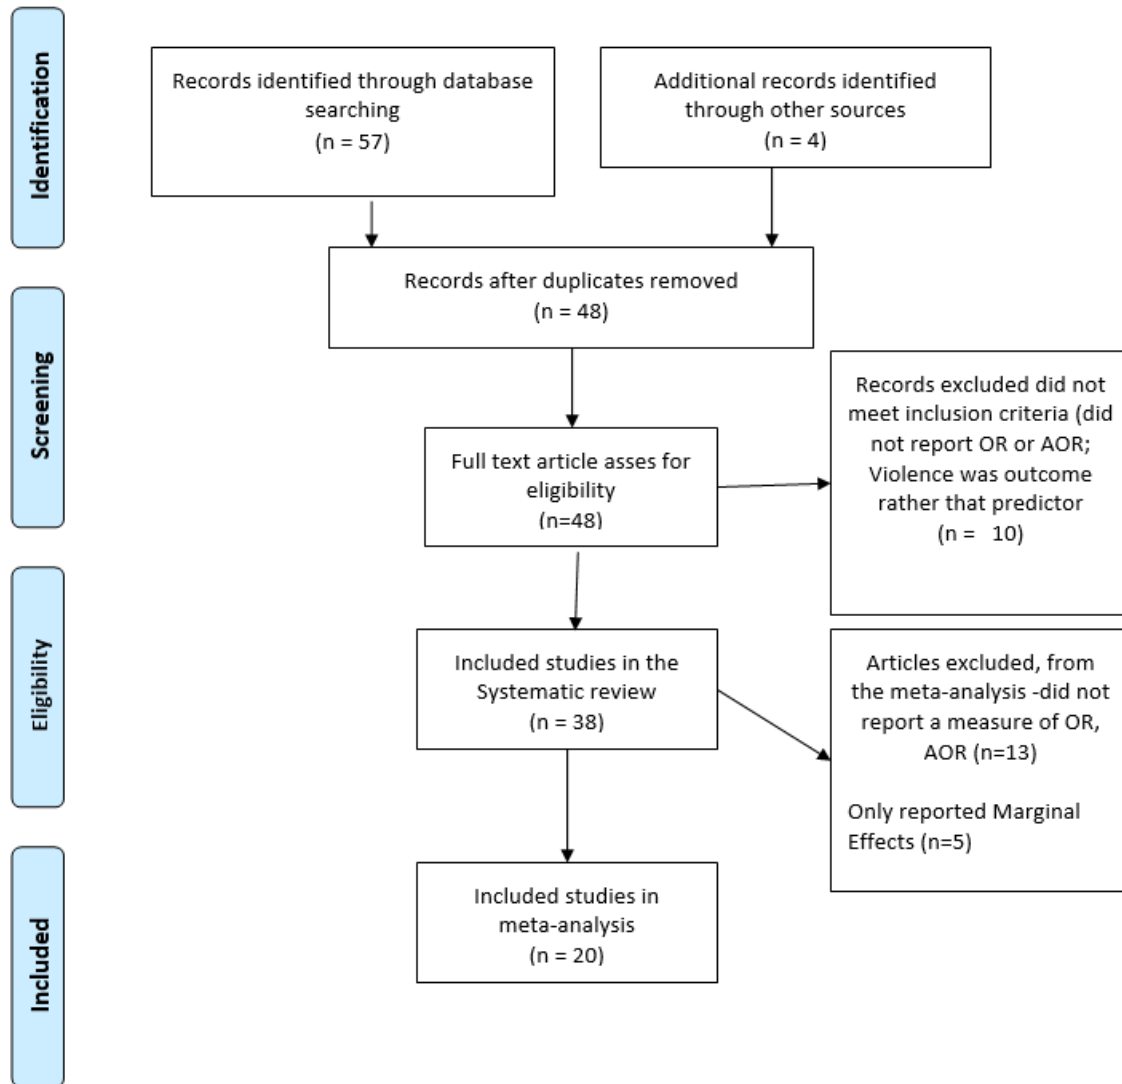 Identification
Records identified through database
searching
(n = 57)
Additional records identified
through other sources
(n = 4)
Records after duplicates removed
(n = 48)
Screening
Full text article asses for
eligibility
(n=48)
Records excluded did not
meet inclusion criteria (did
not report OR or AOR;
Violence was outcome
rather that predictor
(n = 10)
Eligibility
Included studies in the
Systematic review
(n = 38)
Articles excluded, from
the meta-analysis -did not
report a measure of OR,
AOR (n=13)
Only reported Marginal
Effects (n=5)
Included
Included studies in
meta-analysis
(n = 20)